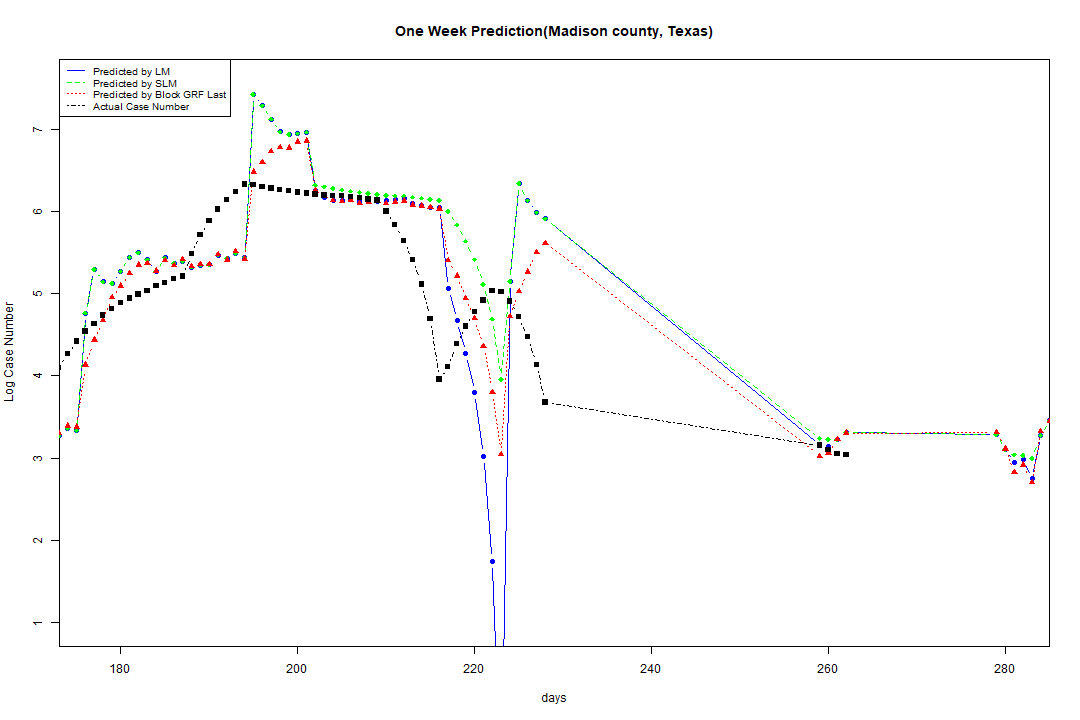 One Week Prediction(Madison county, Texas)
Predicted by LM
Predicted by SLM
Predicted by Block GRF Last
Actual Case Number
7
6
5
4
3
2
1
Log Case Number
180 200 220 240 260 280
days